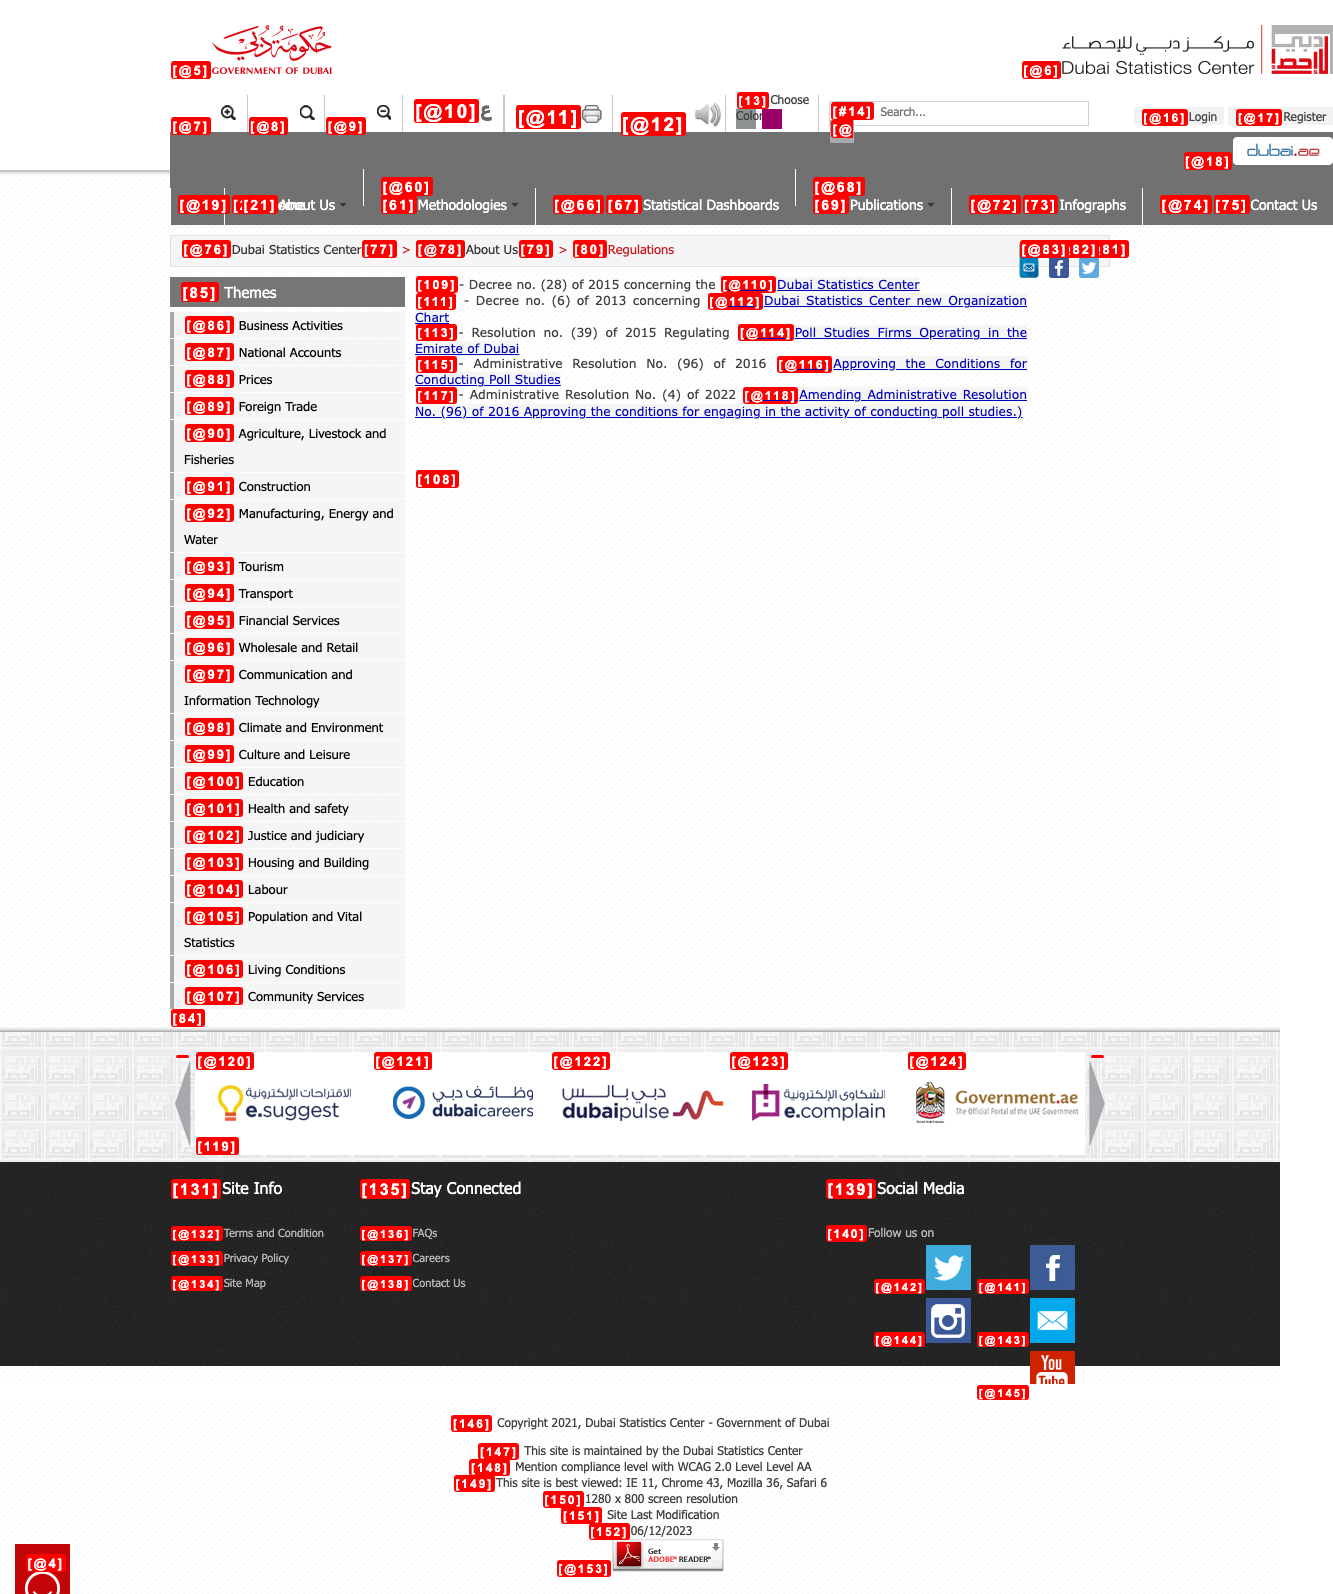 حكومة دبي
[@5] GOVERNMENT OF DUBAI
مركز دبي للإحصاء
[@6] Dubai Statistics Center
[@7] [@8] [@9] [@10] ع [@11] [@12] [13] Choose Color [#14] Search... [@ [@16] Login [@17] Register
[@18] dubai.ae
[@19] [21] About Us [@60] [61] Methodologies [@66] [67] Statistical Dashboards [@68] [69] Publications [@72] [73] Infographs [@74] [75] Contact Us
[@76] Dubai Statistics Center [77] > [@78] About Us [79] > [80] Regulations [@83] 82] 81]
[85] Themes
[@86] Business Activities
[@87] National Accounts
[@88] Prices
[@89] Foreign Trade
[@90] Agriculture, Livestock and
Fisheries
[@91] Construction
[@92] Manufacturing, Energy and
Water
[@93] Tourism
[@94] Transport
[@95] Financial Services
[@96] Wholesale and Retail
[@97] Communication and
Information Technology
[@98] Climate and Environment
[@99] Culture and Leisure
[@100] Education
[@101] Health and safety
[@102] Justice and judiciary
[@103] Housing and Building
[@104] Labour
[@105] Population and Vital
Statistics
[@106] Living Conditions
[@107] Community Services
[84]
[109] - Decree no. (28) of 2015 concerning the [@110] Dubai Statistics Center
[111] - Decree no. (6) of 2013 concerning [@112] Dubai Statistics Center new Organization
Chart
[113] - Resolution no. (39) of 2015 Regulating [@114] Poll Studies Firms Operating in the
Emirate of Dubai
[115] - Administrative Resolution No. (96) of 2016 [@116] Approving the Conditions for
Conducting Poll Studies
[117] - Administrative Resolution No. (4) of 2022 [@118] Amending Administrative Resolution
No. (96) of 2016 Approving the conditions for engaging in the activity of conducting poll studies.)
[108]
[@120] [@121] [@122] [@123] [@124]
الاقتراحات الإلكترونية
e.suggest
وظائف دبي
dubaicareers
دبي بالس
dubaipulse
الشكاوى الإلكترونية
e.complain
Government.ae
The Official Portal of the UAE Government
[119]
[131] Site Info
[@132] Terms and Condition
[@133] Privacy Policy
[@134] Site Map
[135] Stay Connected
[@136] FAQs
[@137] Careers
[@138] Contact Us
[139] Social Media
[140] Follow us on
[@142] [@141]
[@144] [@143]
You
Tube
[@145]
[146] Copyright 2021, Dubai Statistics Center - Government of Dubai
[147] This site is maintained by the Dubai Statistics Center
[148] Mention compliance level with WCAG 2.0 Level Level AA
[149] This site is best viewed: IE 11, Chrome 43, Mozilla 36, Safari 6
[150] 1280 x 800 screen resolution
[151] Site Last Modification
[152] 06/12/2023
[@153] Get
ADOBE® READER®
[@4]